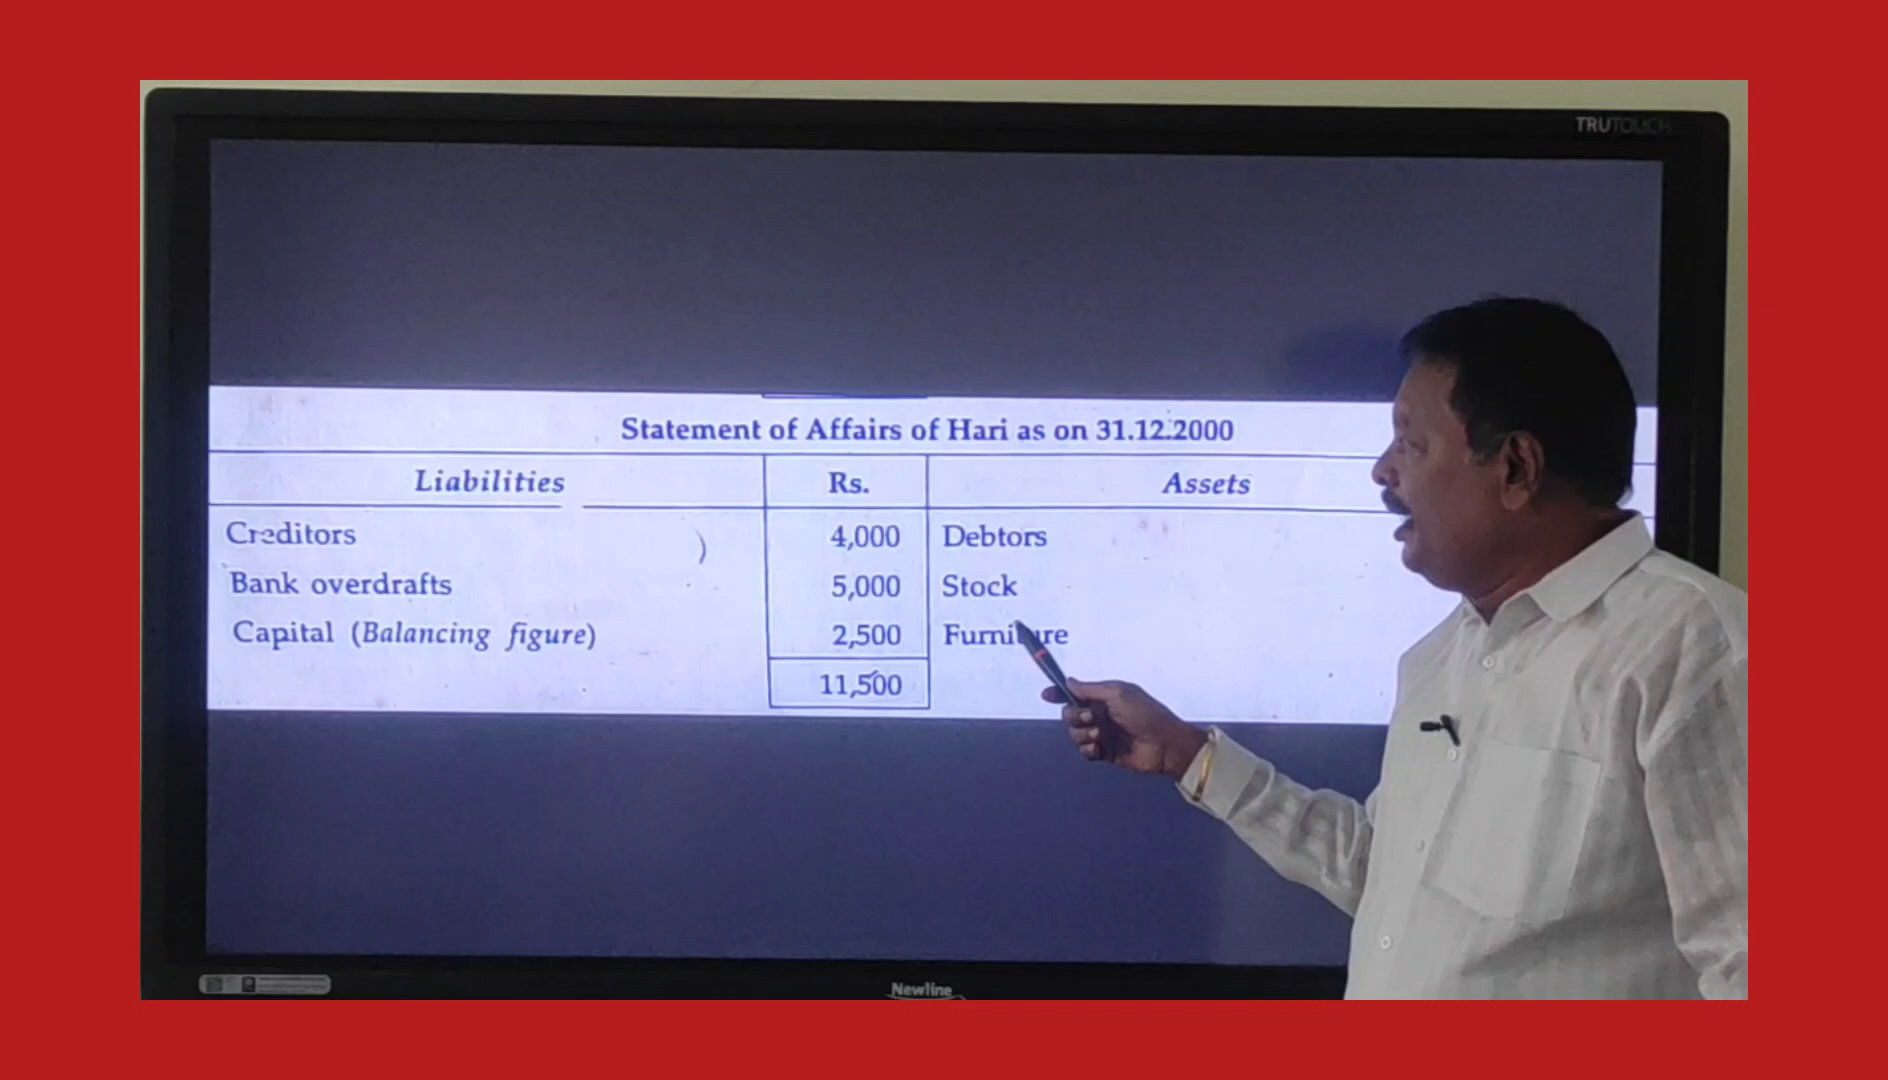 TRUTOUCH
Statement of Affairs of Hari as on 31.12.2000
Liabilities Rs. Assets
Creditors 4,000 Debtors
Bank overdrafts 5,000 Stock
Capital (Balancing figure) 2,500 Furniture
11,500
Newline